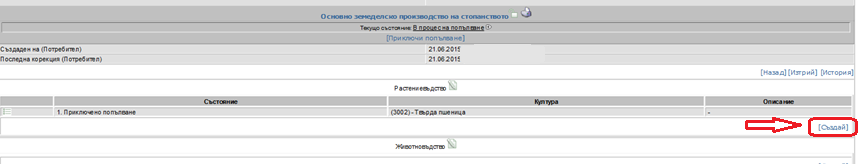 Основно земеделско производство на стопанството
Текущо състояние: В процес на попълване
[Приключи попълване]
Създаден на (Потребител) 21.06.2015
Последна корекция (Потребител) 21.06.2015
[Назад] [Изтрий] [История]
Растениевъдство
Състояние Култура Описание
1. Приключено попълване (3002) - Твърда пшеница -
[Създай]
Животновъдство